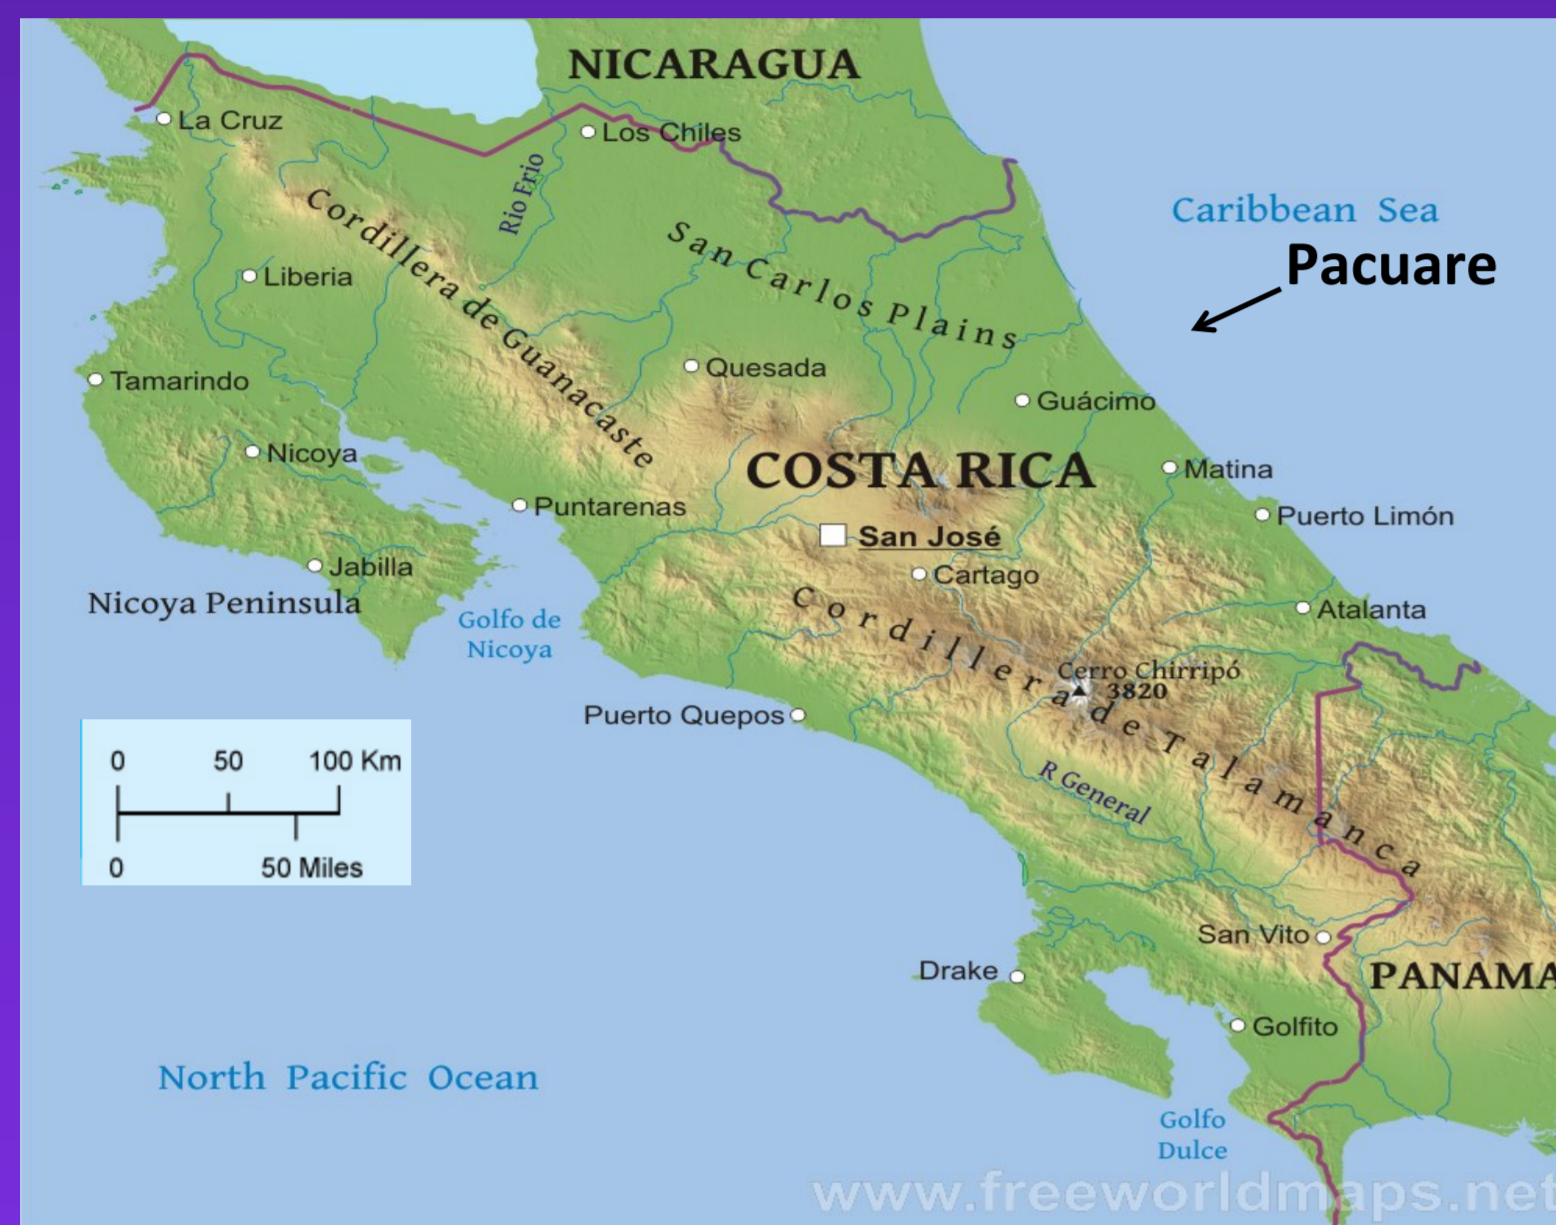 NICARAGUA
La Cruz
Los Chiles
Rio Frio
Caribbean Sea
Pacuare
Cordillera de Guanacaste
San Carlos Plains
Liberia
Quesada
Tamarindo
Guácimo
Nicoya
COSTA RICA
Matina
Puntarenas
Puerto Limón
San José
Jabilla
Cartago
Nicoya Peninsula
Golfo de
Nicoya
Atalanta
Cordillera de Talamanca
Cerro Chirripó
3820
Puerto Quepos
0 50 100 Km
0 50 Miles
R General
San Vito
Drake
PANAMA
Golfito
North Pacific Ocean
Golfo
Dulce
www.freeworldmaps.net